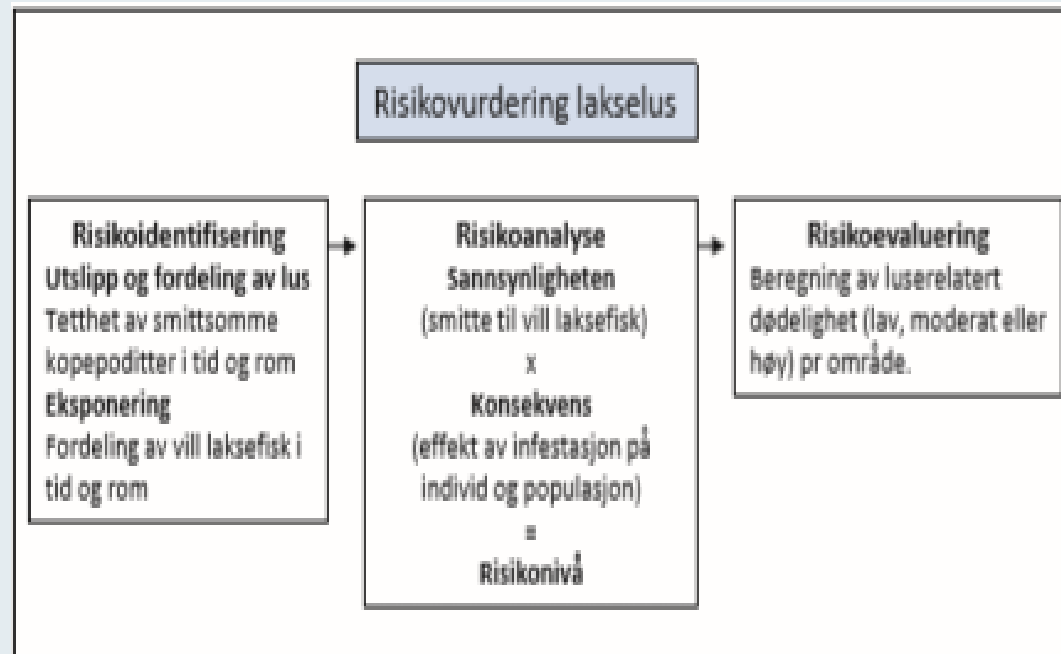 Risikovurdering lakselus
Risikoidentifisering
Utslipp og fordeling av lus
Tetthet av smittsomme
kopepoditter i tid og rom
Eksponering
Fordeling av vill laksefisk i
tid og rom
Risikoanalyse
Sannsynligheten
(smitte til vill laksefisk)
x
Konsekvens
(effekt av infestasjon på
individ og populasjon)
=
Risikonivå
Risikoevaluering
Beregning av luserelatert
dødelighet (lav, moderat eller
høy) pr område.